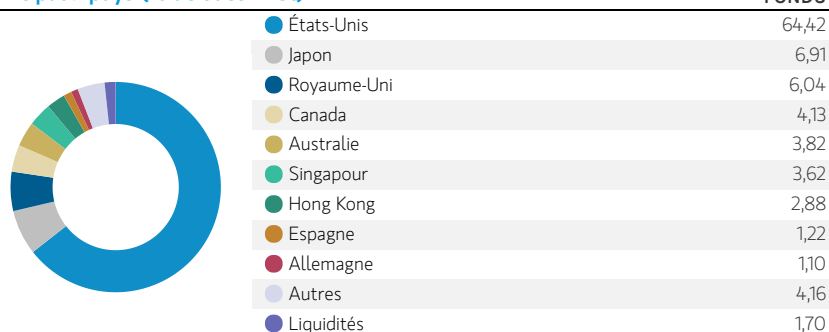 États-Unis 64,42
Japon 6,91
Royaume-Uni 6,04
Canada 4,13
Australie 3,82
Singapour 3,62
Hong Kong 2,88
Espagne 1,22
Allemagne 1,10
Autres 4,16
Liquidités 1,70